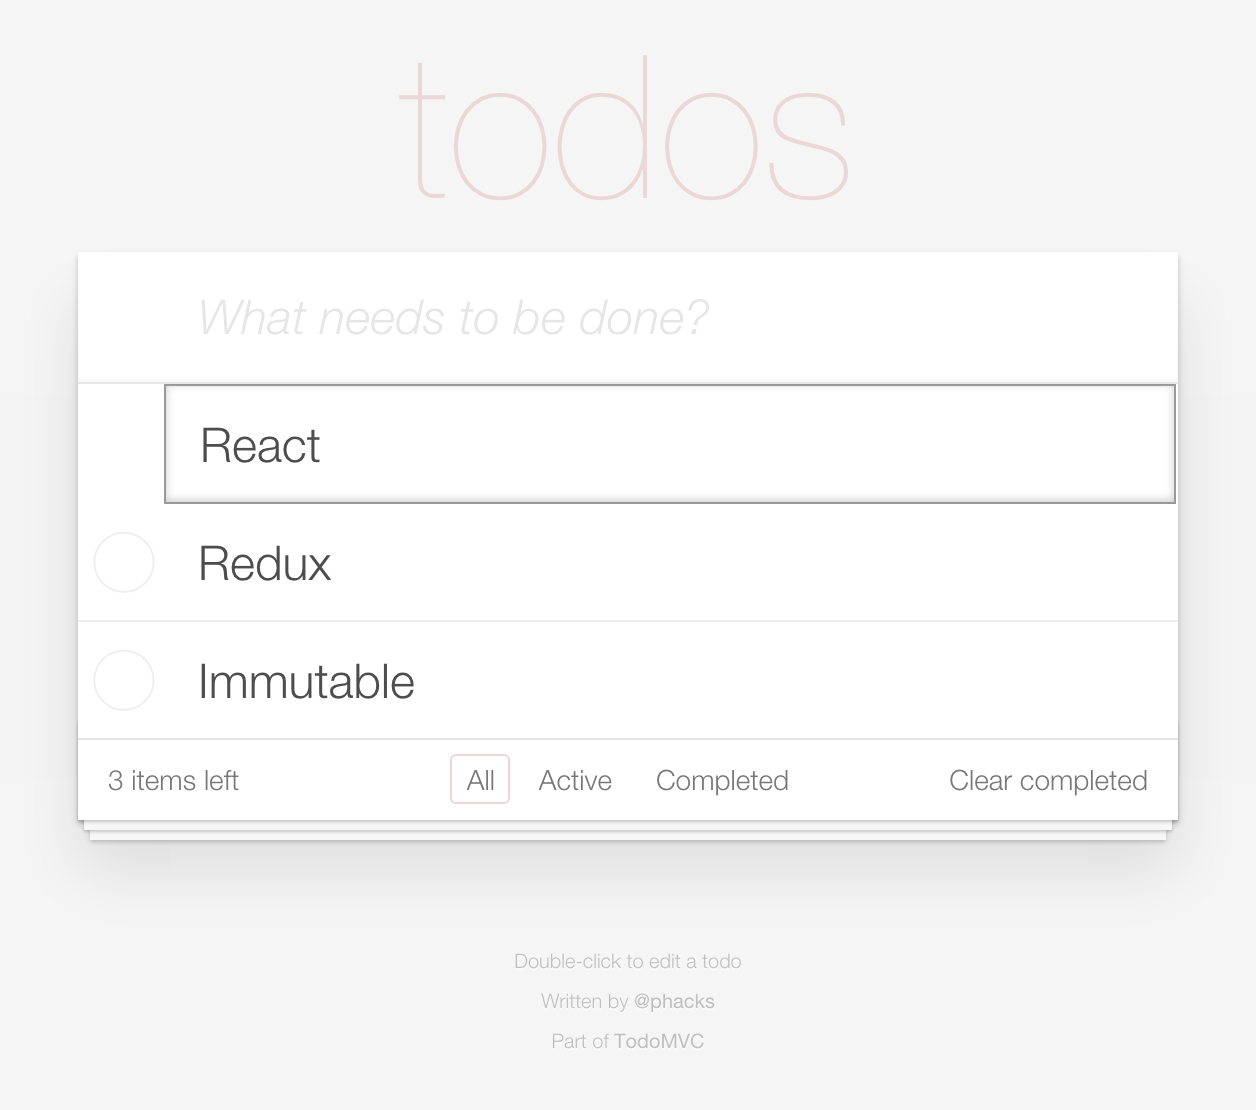 todos
What needs to be done?
React
Redux
Immutable
3 items left All Active Completed Clear completed
Double-click to edit a todo
Written by @phacks
Part of TodoMVC